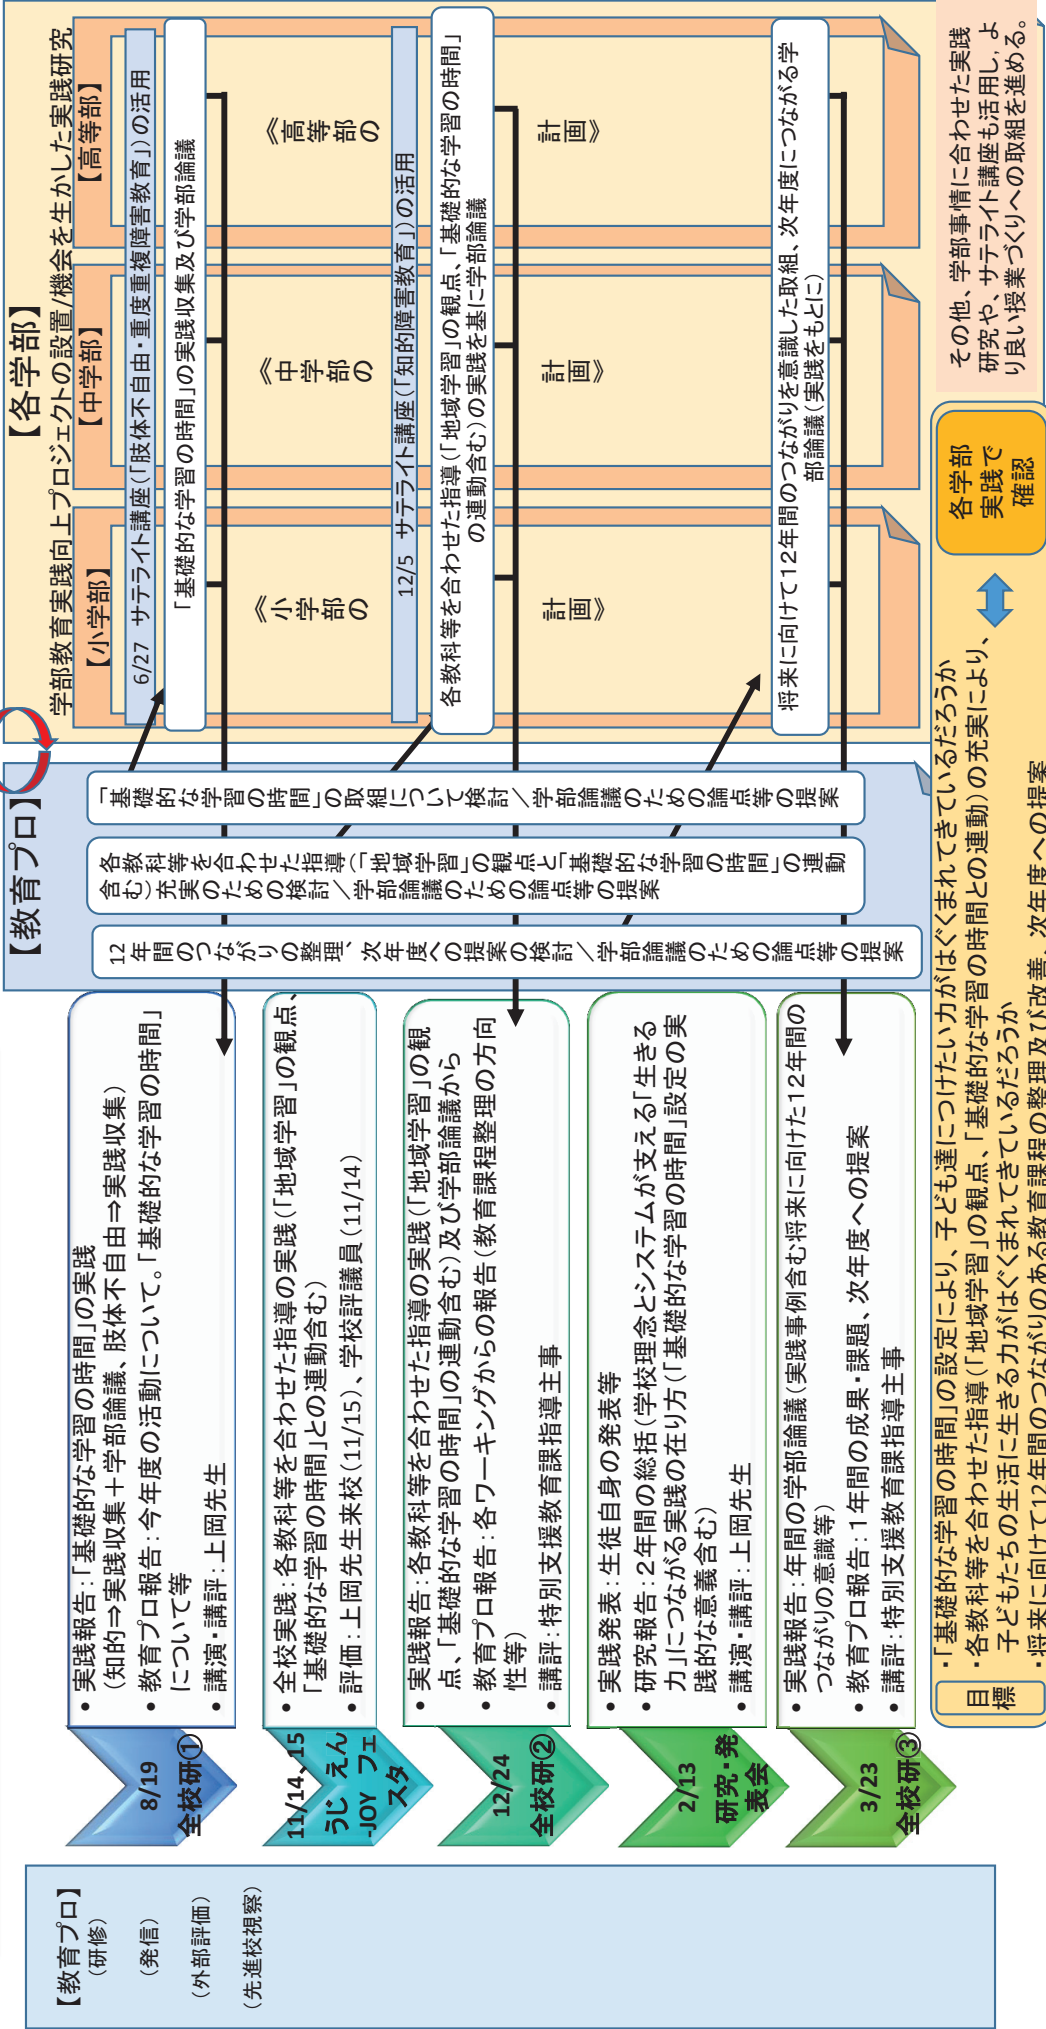 【教育プロ】
(研修)
(発信)
(外部評価)
(先進校視察)
8/19
全校研①
・実践報告：「基礎的な学習の時間」の実践
(知的⇒実践収集＋学部論議、肢体不自由⇒実践収集)
・教育プロ報告：今年度の活動について。「基礎的な学習の時間」
について等
・講演・講評：上岡先生
11/14、15
うじ えん
-JOY フェ
スタ
・全校実践：各教科等を合わせた指導の実践(「地域学習」の観点、
「基礎的な学習の時間」との連動含む)
・評価：上岡先生来校(11/15)、学校評議員(11/14)
12/24
全校研②
・実践報告：各教科等を合わせた指導の実践(「地域学習」の観
点、「基礎的な学習の時間」の連動含む)及び学部論議から
・教育プロ報告：各ワーキングからの報告(教育課程整理の方向
性等)
・講評：特別支援教育課指導主事
2/13
研究・発
表会
・実践発表：生徒自身の発表等
・研究報告：２年間の総括(学校理念とシステムが支える「生きる
力」につながる実践の在り方(「基礎的な学習の時間」設定の実
践的な意義含む)
・講演・講評：上岡先生
3/23
全校研③
・実践報告：年間の学部論議(実践事例含む将来に向けた１２年間の
つながりの意識等)
・教育プロ報告：１年間の成果・課題、次年度への提案
・講評：特別支援教育課指導主事
【教育プロ】
「基礎的な学習の時間」の取組について検討／学部論議のための論点等の提案
各教科等を合わせた指導(「地域学習」の観点と「基礎的な学習の時間」の連動
含む)充実のための検討／学部論議のための論点等の提案
12年間のつながりの整理、次年度への提案の検討／学部論議のための論点等の提案
【各学部】
学部教育実践向上プロジェクトの設置/機会を生かした実践研究
【小学部】
【中学部】
【高等部】
6/27 サテライト講座(「肢体不自由・重度重複障害教育」)の活用
「基礎的な学習の時間」の実践収集及び学部論議
《小学部の
《中学部の
《高等部の
12/5 サテライト講座(「知的障害教育」)の活用
各教科等を合わせた指導(「地域学習」の観点、「基礎的な学習の時間」
の連動含む)の実践を基に学部論議
計画》
計画》
計画》
将来に向けて１２年間のつながりを意識した取組、次年度につながる学
部論議(実践をもとに)
目標
・「基礎的な学習の時間」の設定により、子ども達につけたい力がはぐくまれてきているだろうか
・各教科等を合わせた指導(「地域学習」の観点、「基礎的な学習の時間との連動)の充実により、
子どもたちの生活に生きる力がはぐくまれてきているだろうか
・将来に向けて12年間のつながりのある教育課程の整理及び改善、次年度への提案
各学部
実践で
確認
その他、学部事情に合わせた実践
研究や、サテライト講座も活用し、よ
り良い授業づくりへの取組を進める。